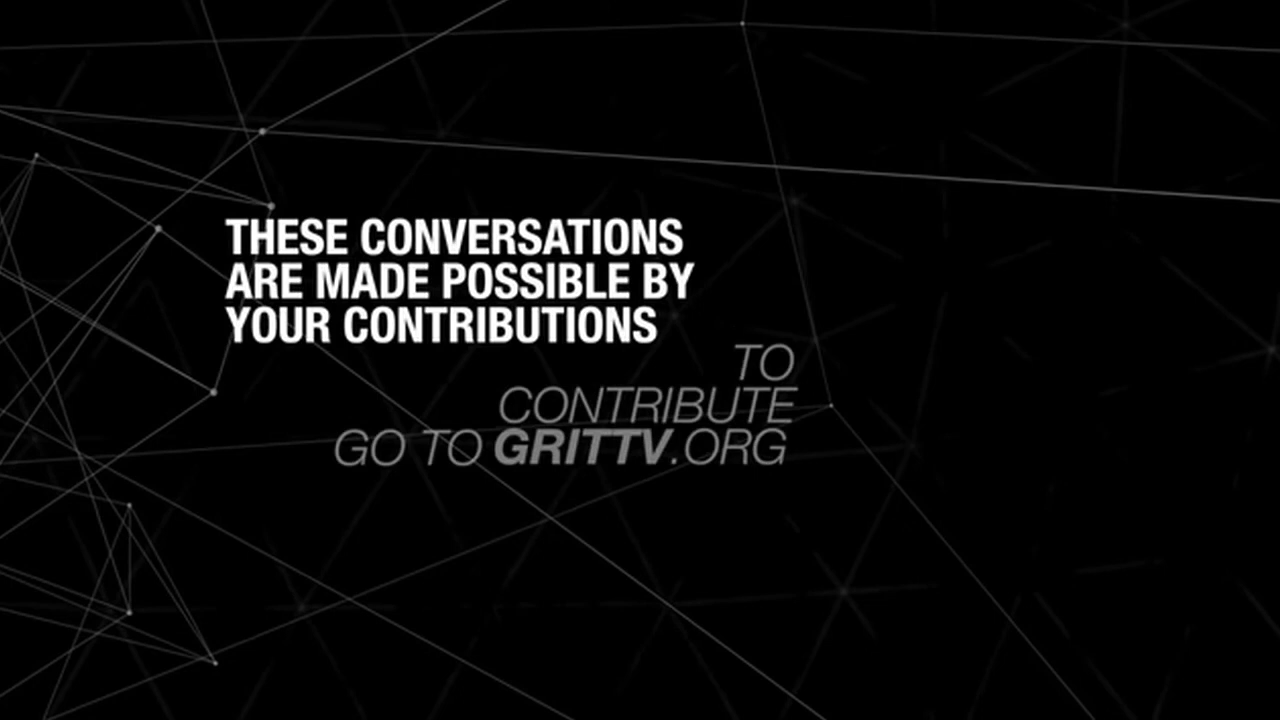 THESE CONVERSATIONS
ARE MADE POSSIBLE BY
YOUR CONTRIBUTIONS
TO
CONTRIBUTE
GO TO GRITTV.ORG